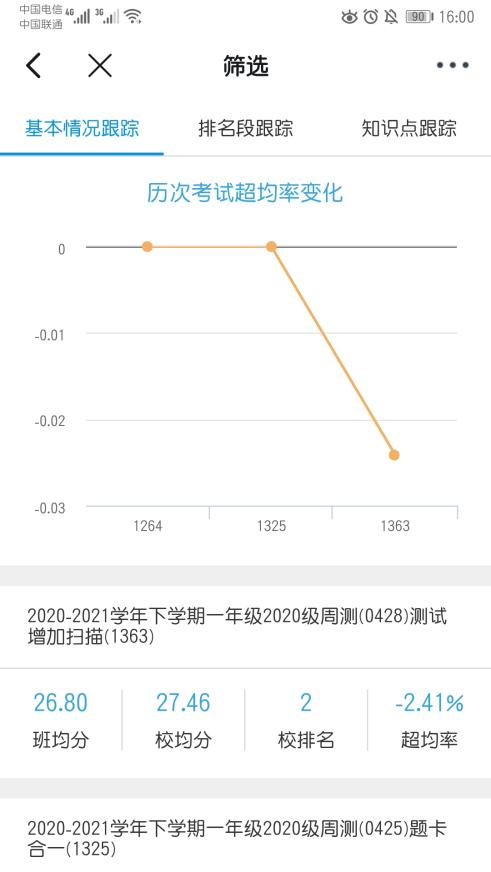 中国电信 4G 3G 90 16:00
中国联通
筛选
基本情况跟踪 排名段跟踪 知识点跟踪
历次考试超均率变化
0
-0.01
-0.02
-0.03
1264 1325 1363
2020-2021学年下学期一年级2020级周测(0428)测试
增加扫描(1363)
26.80 27.46 2 -2.41%
班均分 校均分 校排名 超均率
2020-2021学年下学期一年级2020级周测(0425)题卡
合一(1325)